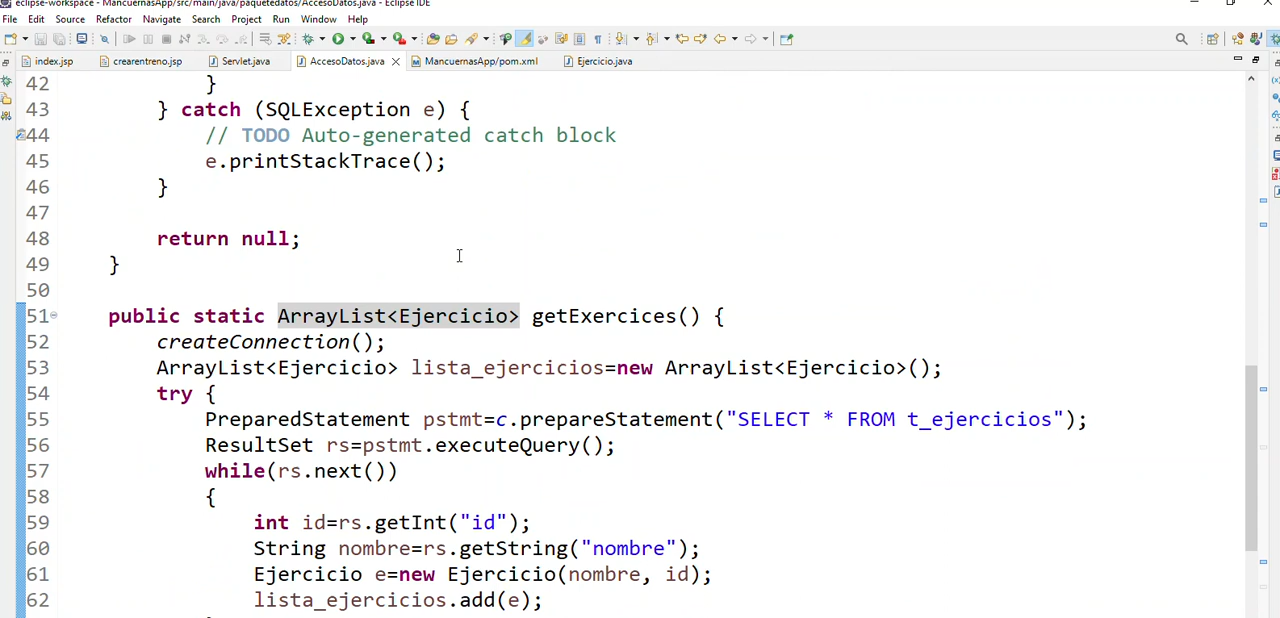 eclipse-workspace - MancuernasApp/src/main/java/paquetedatos/AccesoDatos.java - Eclipse IDE
File Edit Source Refactor Navigate Search Project Run Window Help
index.jsp crearentreno.jsp Servlet.java AccesoDatos.java MancuernasApp/pom.xml Ejercicio.java
42 }
43 } catch (SQLException e) {
44 // TODO Auto-generated catch block
45 e.printStackTrace();
46 }
47
48 return null;
49 }
50
51 public static ArrayList<Ejercicio> getExercices() {
52 createConnection();
53 ArrayList<Ejercicio> lista_ejercicios=new ArrayList<Ejercicio>();
54 try {
55 PreparedStatement pstmt=c.prepareStatement("SELECT * FROM t_ejercicios");
56 ResultSet rs=pstmt.executeQuery();
57 while(rs.next())
58 {
59 int id=rs.getInt("id");
60 String nombre=rs.getString("nombre");
61 Ejercicio e=new Ejercicio(nombre, id);
62 lista_ejercicios.add(e);